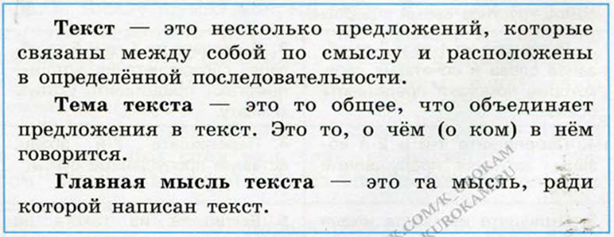 Текст — это несколько предложений, которые
связаны между собой по смыслу и расположены
в определённой последовательности.
Тема текста — это то общее, что объединяет
предложения в текст. Это то, о чём (о ком) в нём
говорится.
Главная мысль текста — это та мысль, ради
которой написан текст.